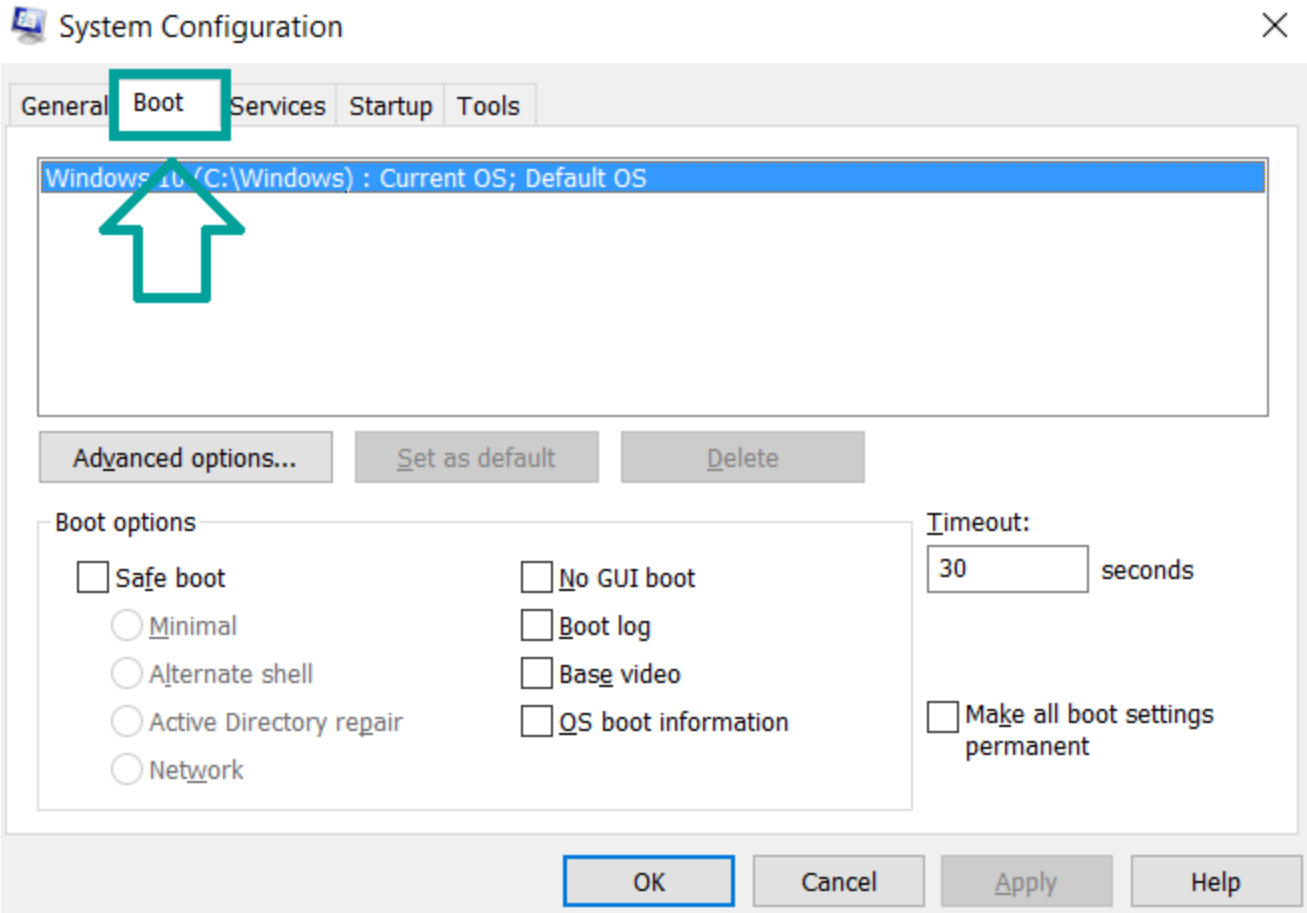 System Configuration
General Boot Services Startup Tools
Windows 10 (C:\Windows) : Current OS; Default OS
Advanced options... Set as default Delete
Boot options
Timeout:
Safe boot No GUI boot 30 seconds
Minimal Boot log
Alternate shell Base video
Active Directory repair OS boot information Make all boot settings
permanent
Network
OK Cancel Apply Help